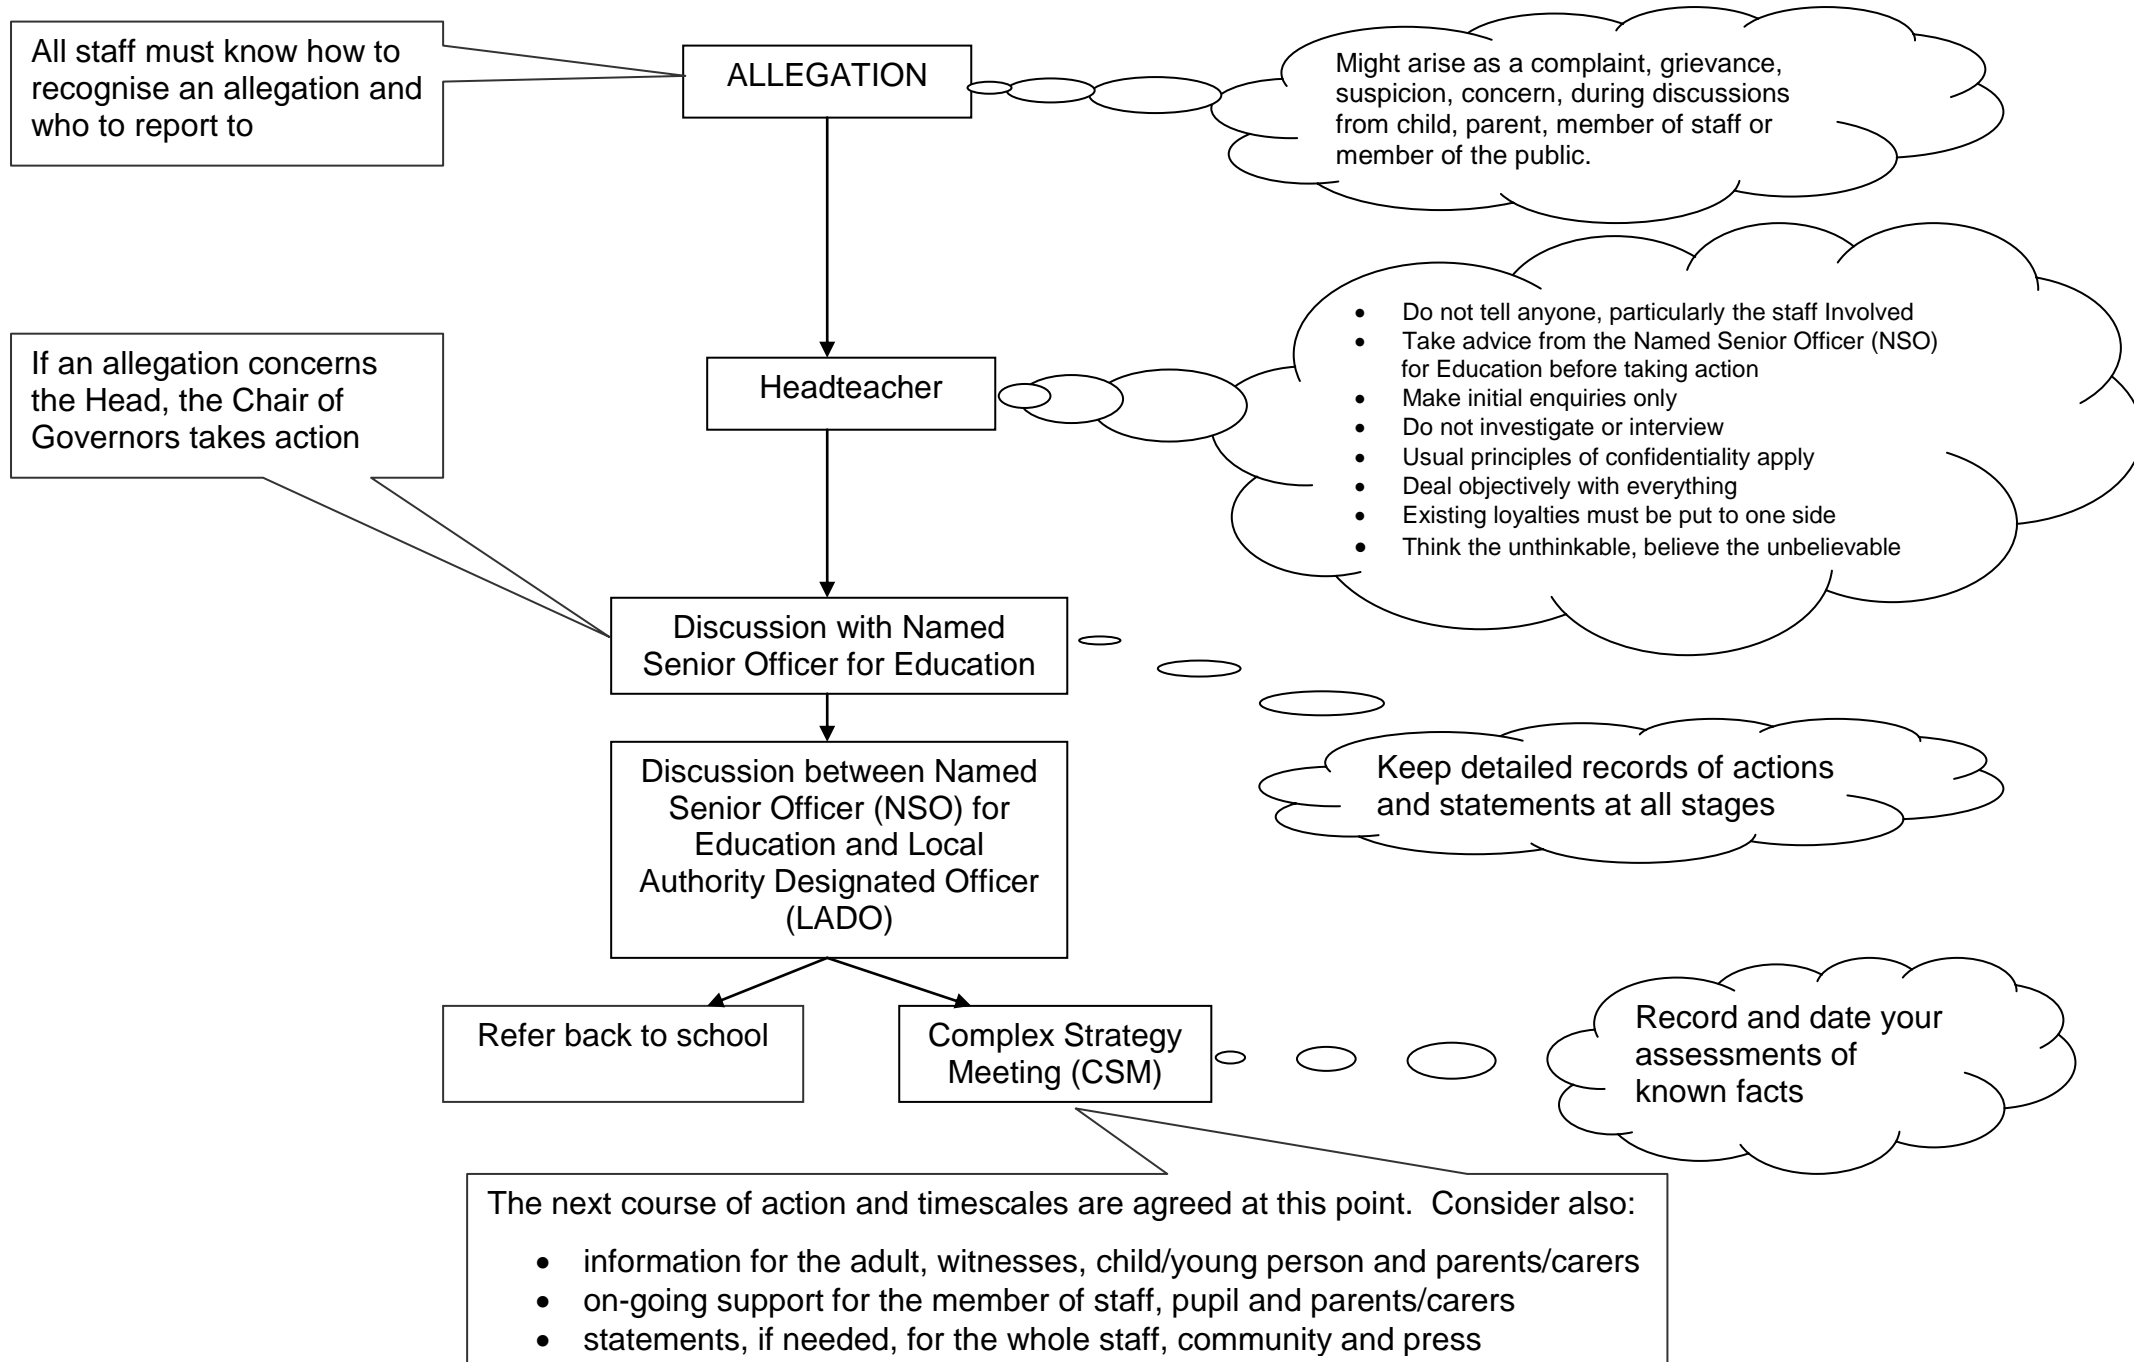 All staff must know how to
recognise an allegation and
who to report to
ALLEGATION
Might arise as a complaint, grievance,
suspicion, concern, during discussions
from child, parent, member of staff or
member of the public.
If an allegation concerns
the Head, the Chair of
Governors takes action
Headteacher
• Do not tell anyone, particularly the staff Involved
• Take advice from the Named Senior Officer (NSO)
for Education before taking action
• Make initial enquiries only
• Do not investigate or interview
• Usual principles of confidentiality apply
• Deal objectively with everything
• Existing loyalties must be put to one side
• Think the unthinkable, believe the unbelievable
Discussion with Named
Senior Officer for Education
Discussion between Named
Senior Officer (NSO) for
Education and Local
Authority Designated Officer
(LADO)
Keep detailed records of actions
and statements at all stages
Refer back to school
Complex Strategy
Meeting (CSM)
Record and date your
assessments of
known facts
The next course of action and timescales are agreed at this point.  Consider also:
• information for the adult, witnesses, child/young person and parents/carers
• on-going support for the member of staff, pupil and parents/carers
• statements, if needed, for the whole staff, community and press